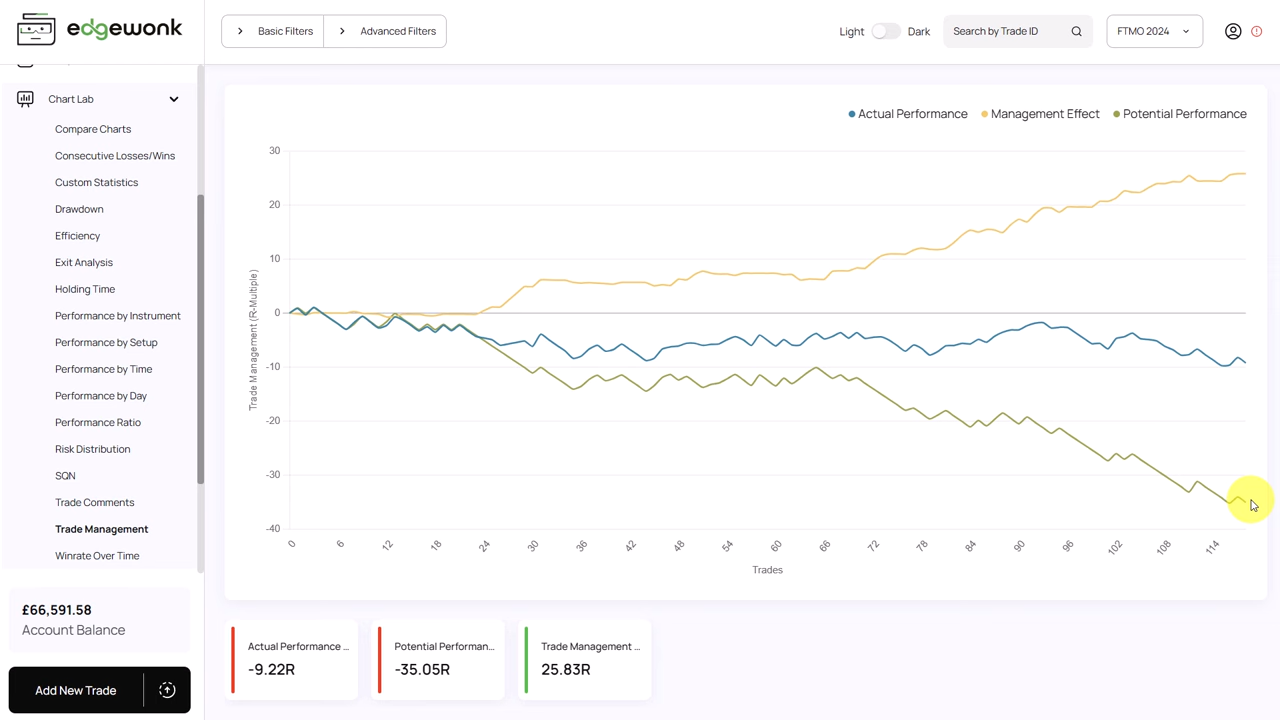 edgewonk
Basic Filters
Advanced Filters
Light
Dark
Search by Trade ID
FTMO 2024
Chart Lab
Compare Charts
Consecutive Losses/Wins
Custom Statistics
Drawdown
Efficiency
Exit Analysis
Holding Time
Performance by Instrument
Performance by Setup
Performance by Time
Performance by Day
Performance Ratio
Risk Distribution
SQN
Trade Comments
Trade Management
Winrate Over Time
£66,591.58
Account Balance
Add New Trade
Actual Performance
Management Effect
Potential Performance
Trade Management (R-Multiple)
30
20
10
0
-10
-20
-30
-40
0
6
12
18
24
30
36
42
48
54
60
66
72
78
84
90
96
102
108
114
Trades
Actual Performance ...
-9.22R
Potential Performan...
-35.05R
Trade Management ...
25.83R